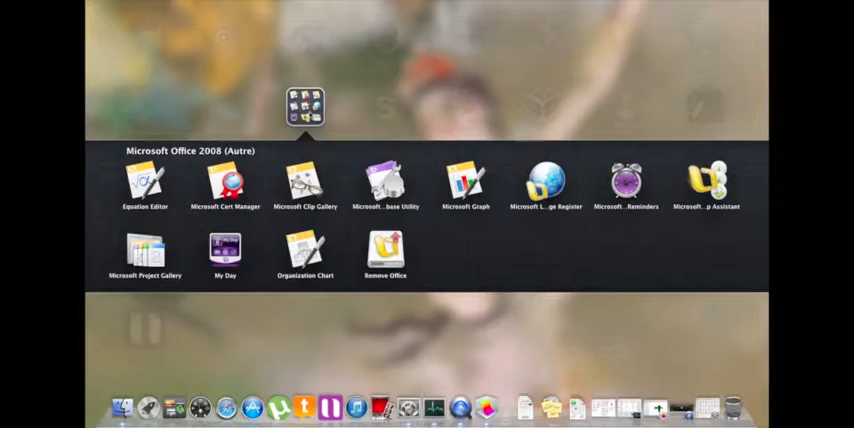 Microsoft Office 2008 (Autre)
Equation Editor
Microsoft Cert Manager
Microsoft Clip Gallery
Microsoft...base Utility
Microsoft Graph
Microsoft L...ge Register
Microsoft...Reminders
Microsoft...p Assistant
Microsoft Project Gallery
My Day
Organization Chart
Remove Office